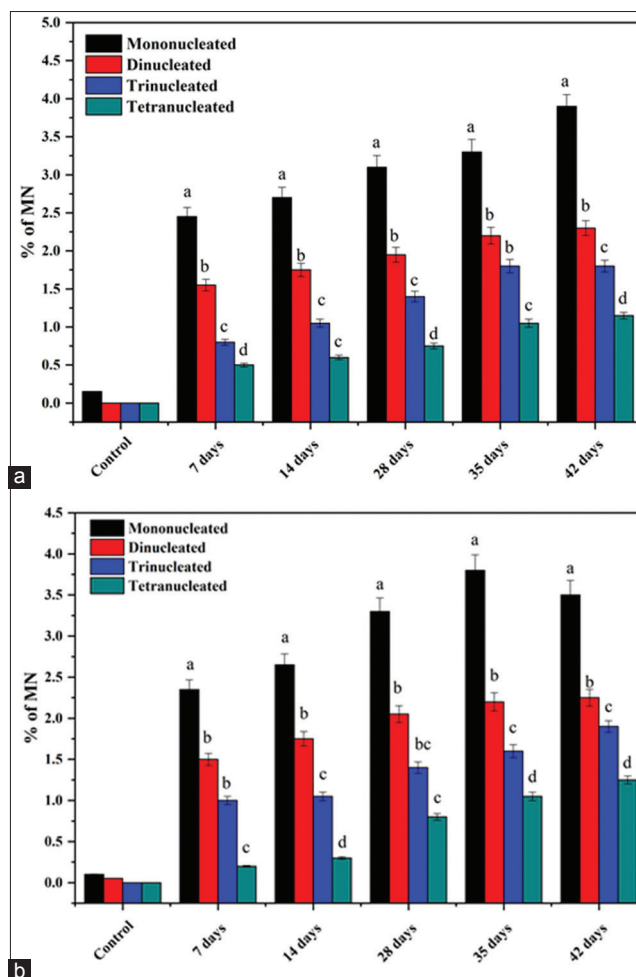 5.0
Mononucleated
4.5
Dinucleated
Trinucleated
4.0
Tetranucleated
3.5
3.0
2.5
2.0
1.5
1.0
0.5
0.0
% of MN
a
b
c
d
a
b
c
d
a
b
c
d
a
b
b
c
a
b
c
d
Control
7 days
14 days
28 days
35 days
42 days
a
4.5
Mononucleated
4.0
Dinucleated
Trinucleated
3.5
Tetranucleated
3.0
2.5
2.0
1.5
1.0
0.5
0.0
% of MN
a
b
b
c
a
b
c
d
a
b
bc
c
a
b
c
d
a
b
c
d
Control
7 days
14 days
28 days
35 days
42 days
b